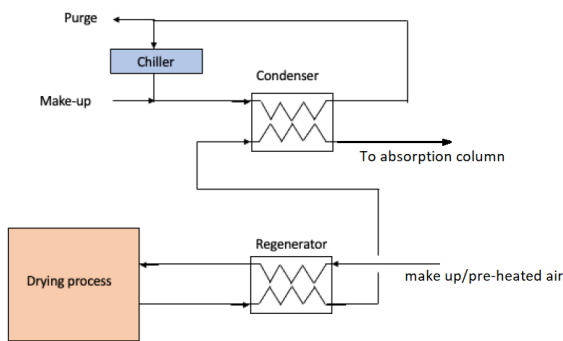 Purge
Chiller
Condenser
Make-up
To absorption column
Regenerator
make up/pre-heated air
Drying process